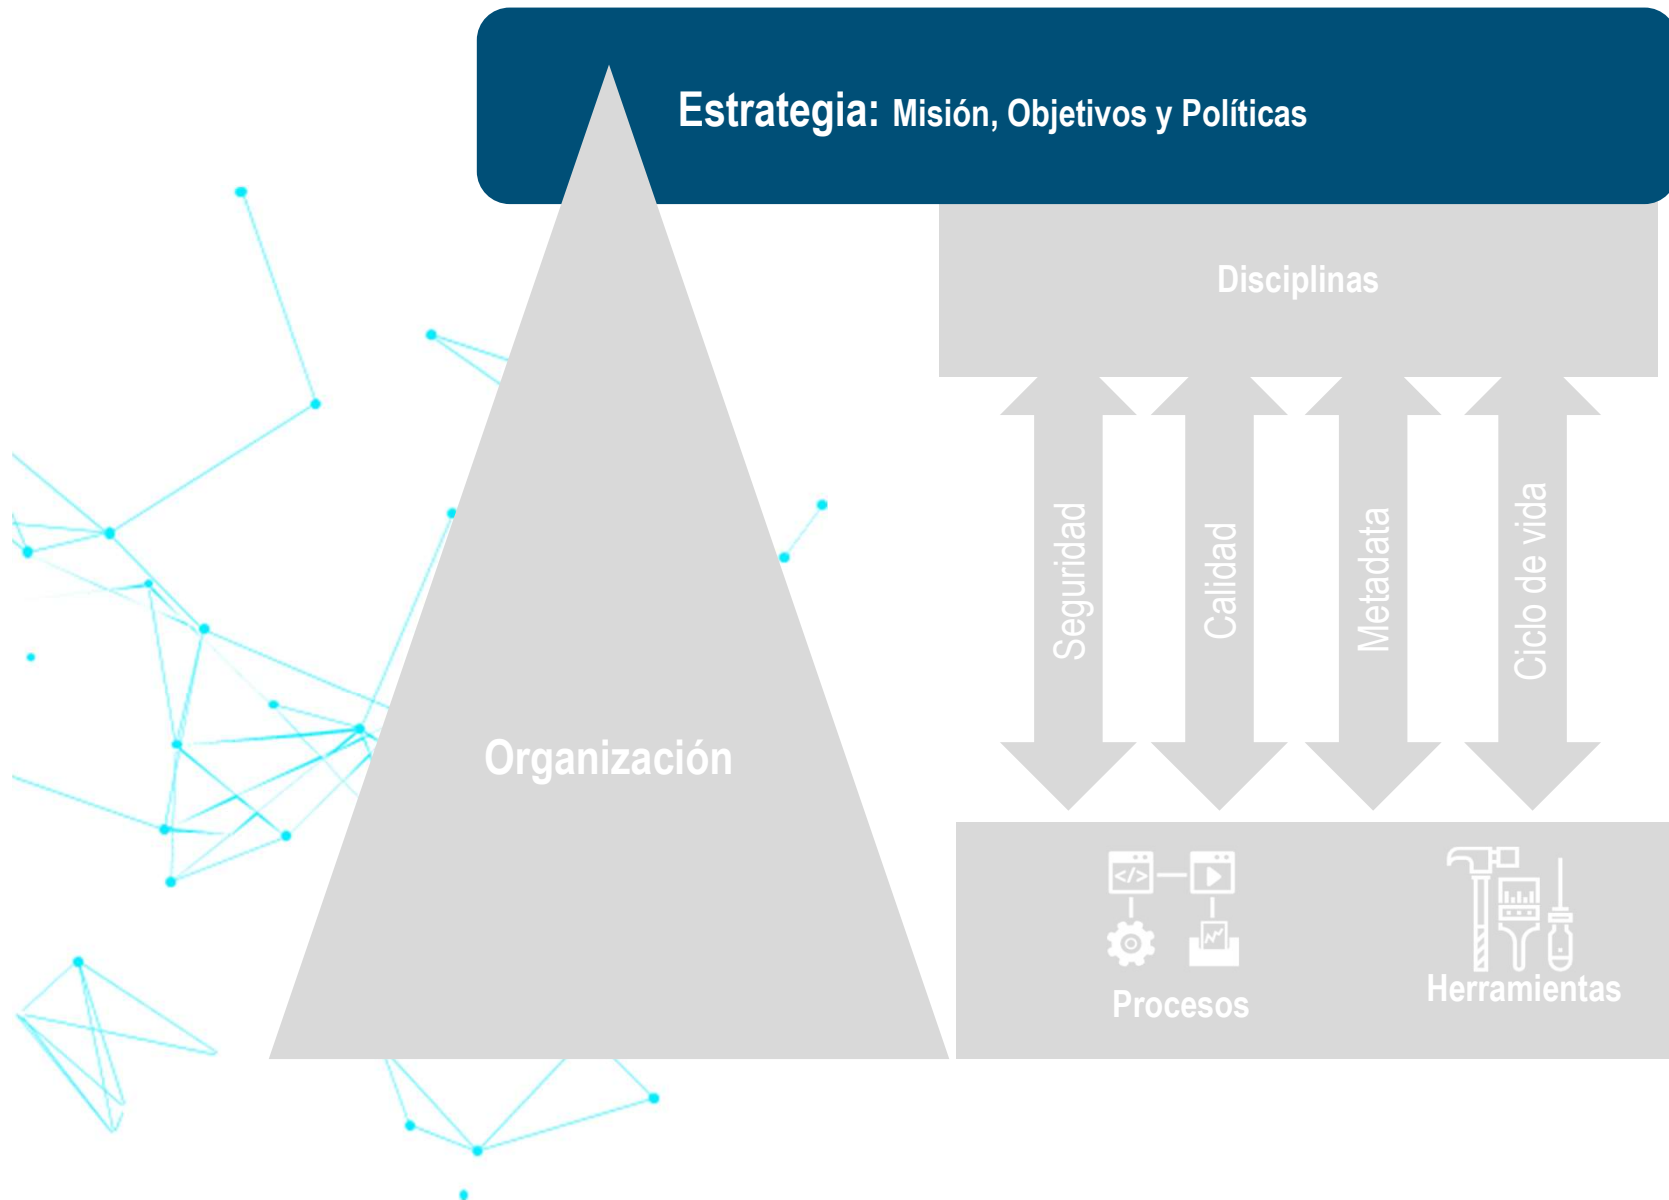 Estrategia: Misión, Objetivos y Políticas
Disciplinas
Seguridad
Calidad
Metadata
Ciclo de vida
Organización
</>
Procesos
Herramientas